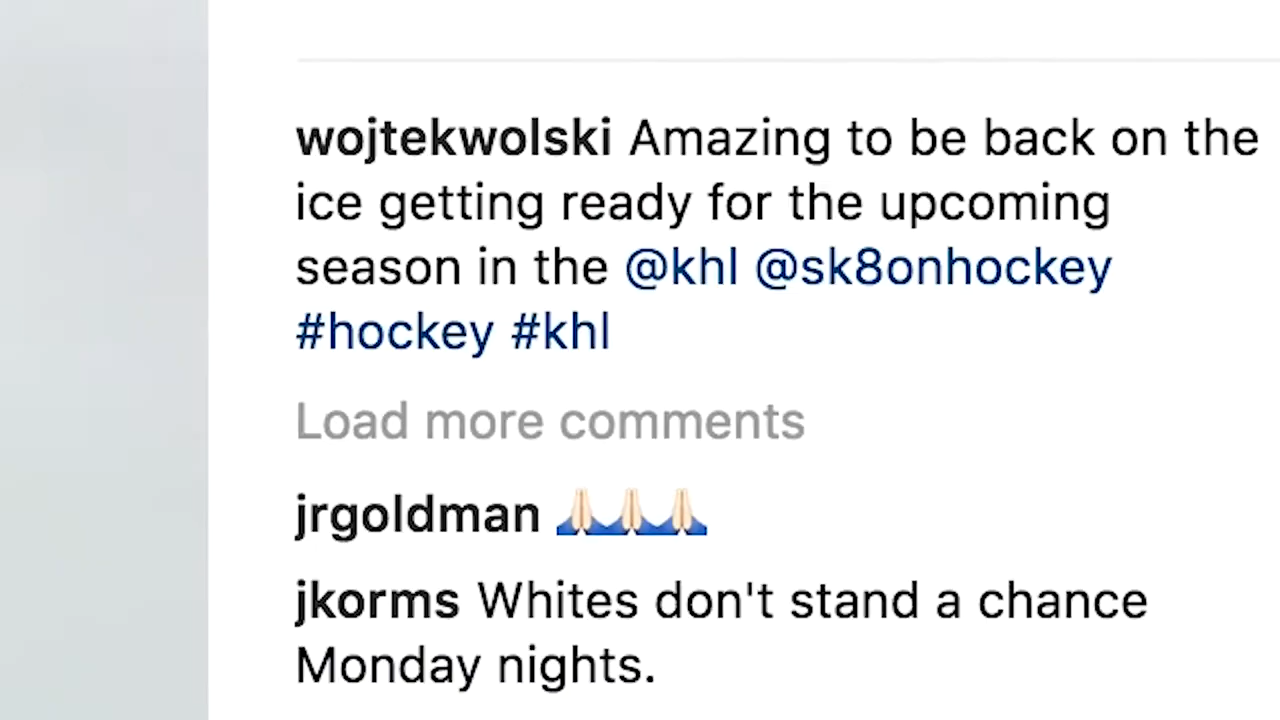 wojtekwolski Amazing to be back on the
ice getting ready for the upcoming
season in the @khl @sk8onhockey
#hockey #khl
Load more comments
jrgoldman 🙏🏻🙏🏻🙏🏻
jkorms Whites don't stand a chance
Monday nights.